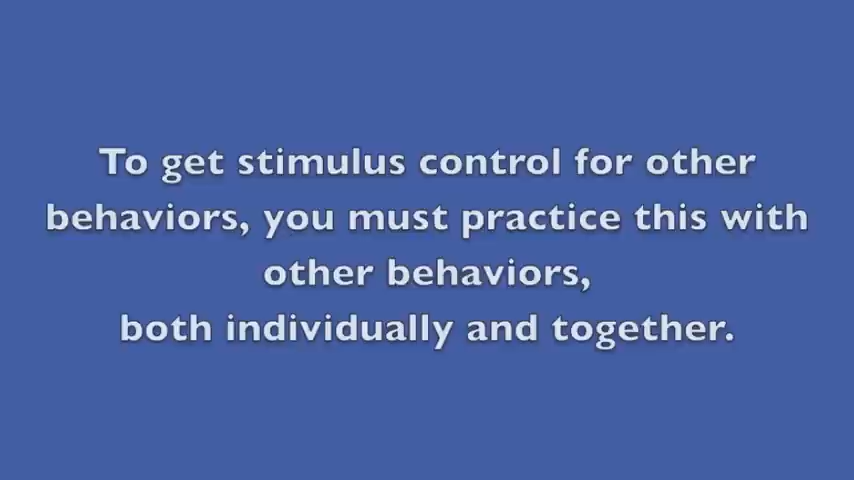 To get stimulus control for other
behaviors, you must practice this with
other behaviors,
both individually and together.